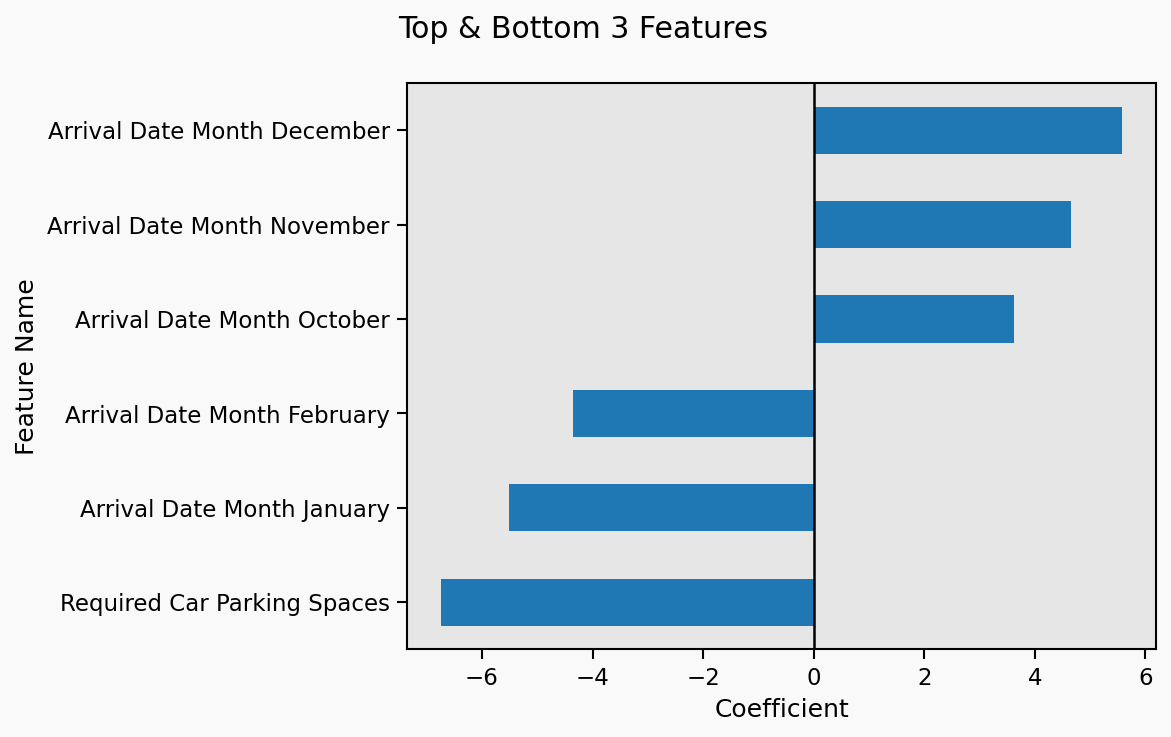 Top & Bottom 3 Features
Arrival Date Month December
Arrival Date Month November
Arrival Date Month October
Arrival Date Month February
Arrival Date Month January
Required Car Parking Spaces
Feature Name
−6 −4 −2 0 2 4 6
Coefficient